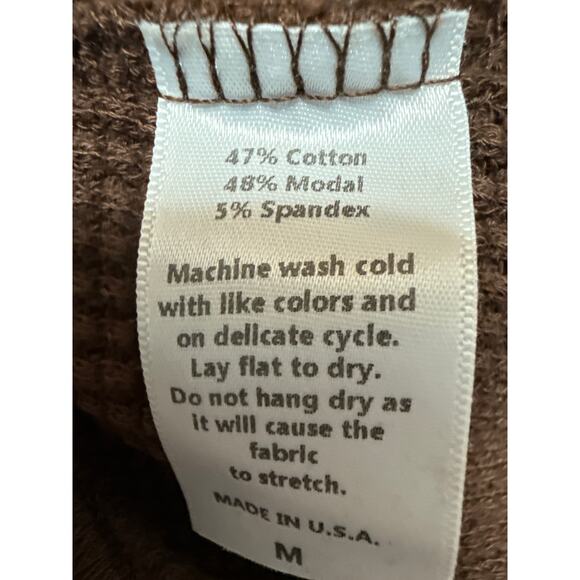 47% Cotton
48% Modal
5% Spandex
Machine wash cold
with like colors and
on delicate cycle.
Lay flat to dry.
Do not hang dry as
it will cause the
fabric
to stretch.
MADE IN U.S.A.
M